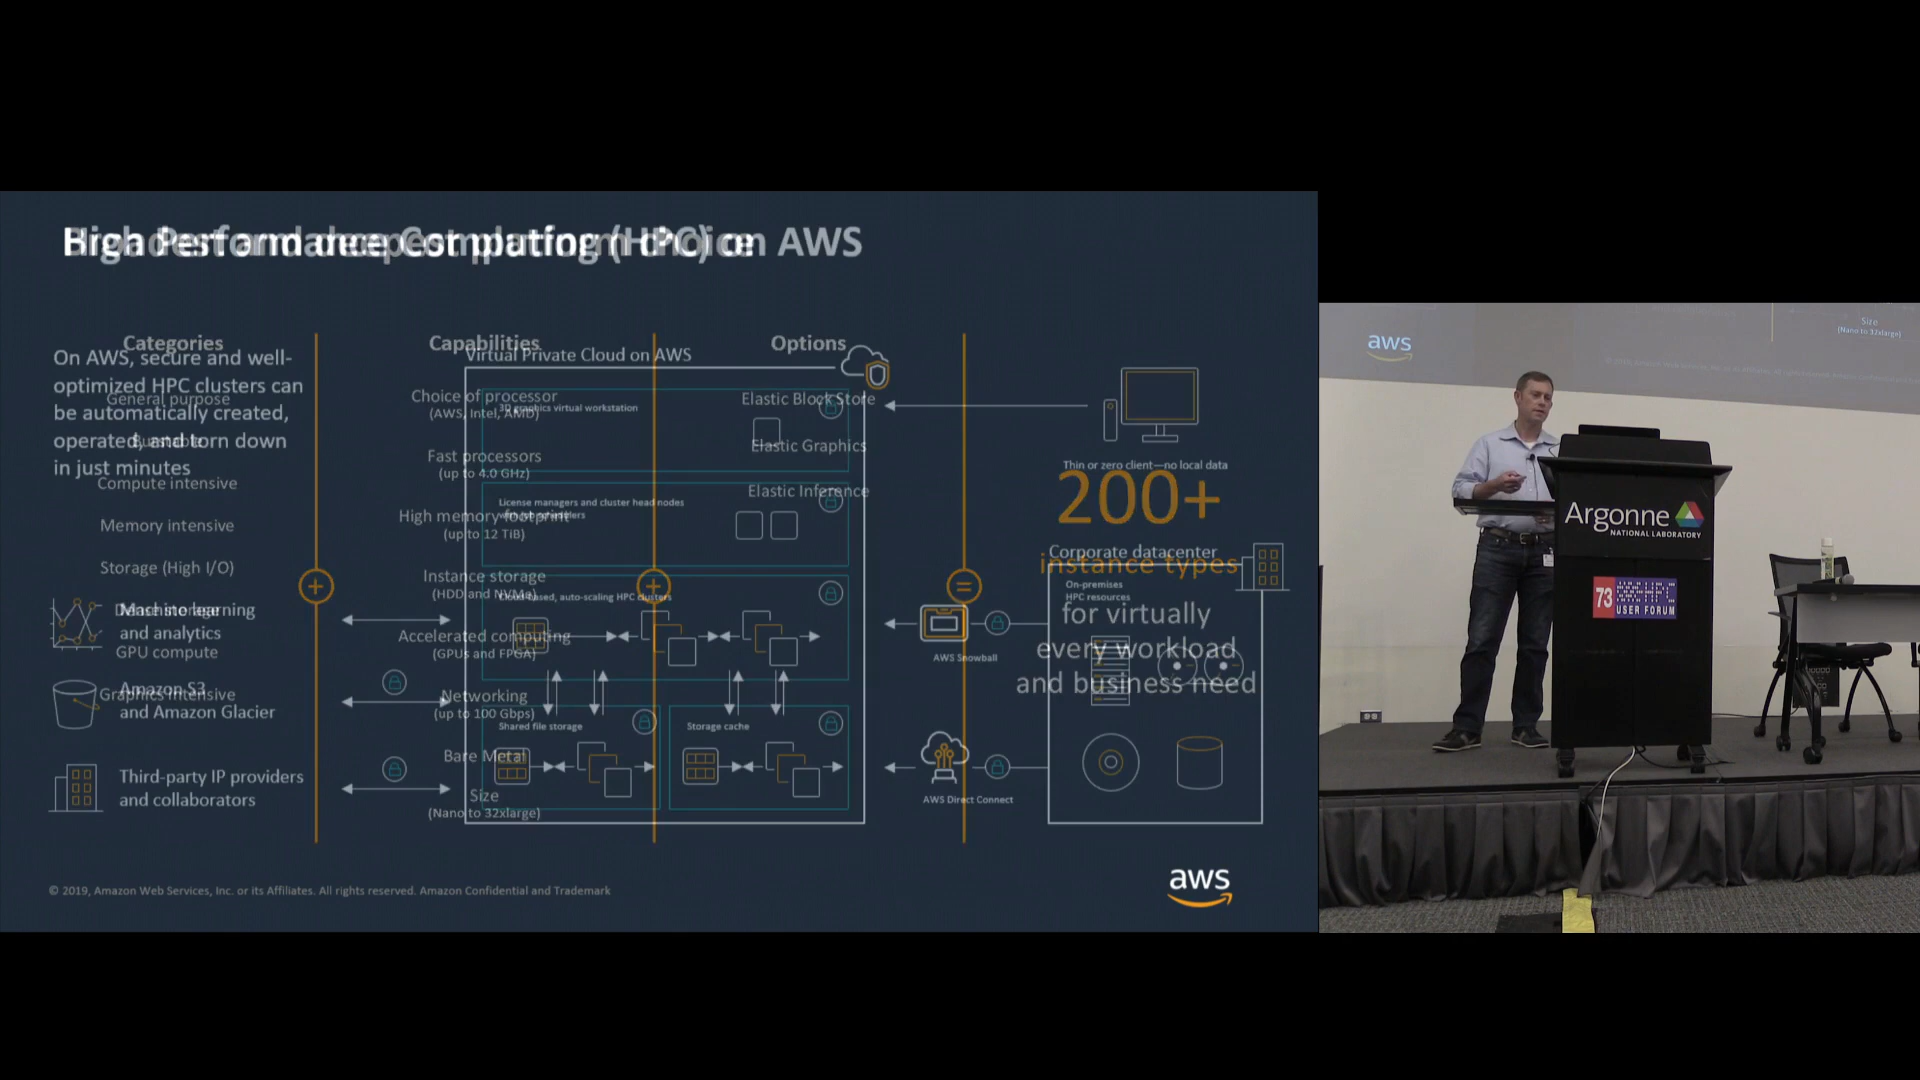 High Performance Computing (HPC) on AWS
Broadest and deepest platform choice
On AWS, secure and well-
optimized HPC clusters can
be automatically created,
operated, and torn down
in just minutes
Machine learning
and analytics
Amazon S3
and Amazon Glacier
Third-party IP providers
and collaborators
Categories
General purpose
Burstable
Compute intensive
Memory intensive
Storage (High I/O)
Dense storage
GPU compute
Graphics intensive
Capabilities
Choice of processor
(AWS, Intel, AMD)
Fast processors
(up to 4.0 GHz)
High memory footprint
(up to 12 TiB)
Instance storage
(HDD and NVMe)
Accelerated computing
(GPUs and FPGA)
Networking
(up to 100 Gbps)
Bare Metal
Size
(Nano to 32xlarge)
Virtual Private Cloud on AWS
3D graphics virtual workstation
License managers and cluster head nodes
with job schedulers
Cloud-based, auto-scaling HPC clusters
Shared file storage
Storage cache
Options
Elastic Block Store
Elastic Graphics
Elastic Inference
AWS Snowball
AWS Direct Connect
Thin or zero client—no local data
Corporate datacenter
On-premises
HPC resources
200+
instance types
for virtually
every workload
and business need
© 2019, Amazon Web Services, Inc. or its Affiliates. All rights reserved. Amazon Confidential and Trademark
aws
aws
Size
(Nano to 32xlarge)
Argonne
NATIONAL LABORATORY
73
HPC
USER FORUM